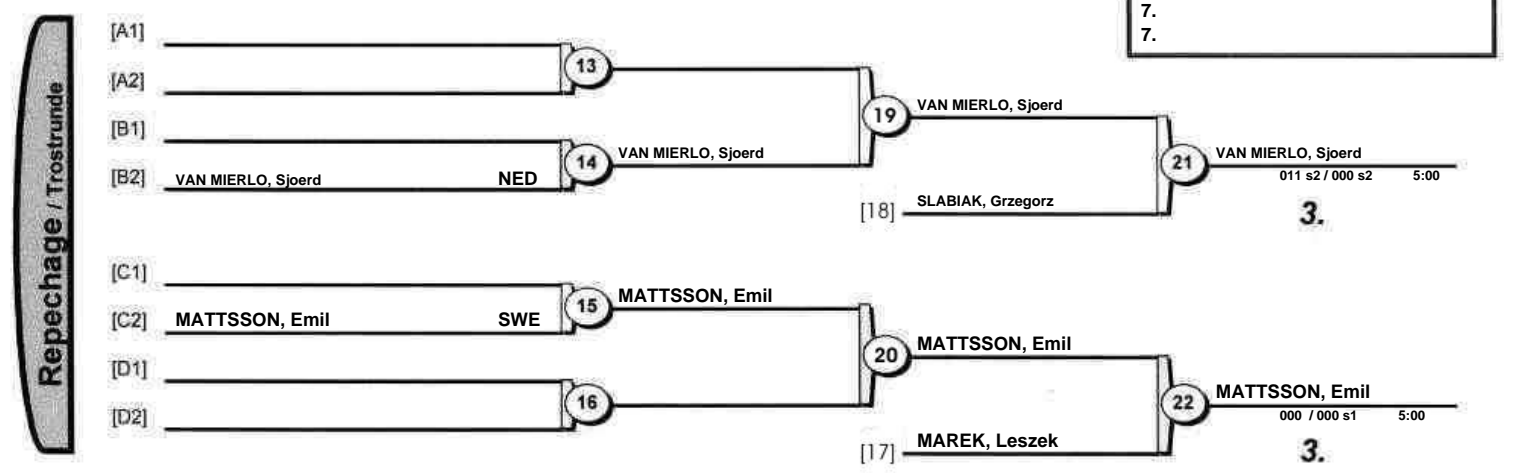 7.
7.
Repechage / Trostrunde
[A1]
[A2]
13
[B1]
[B2] VAN MIERLO, Sjoerd NED
14 VAN MIERLO, Sjoerd
19 VAN MIERLO, Sjoerd
[18] SLABIAK, Grzegorz
21 VAN MIERLO, Sjoerd
011 s2 / 000 s2 5:00
3.
[C1]
[C2] MATTSSON, Emil SWE
15 MATTSSON, Emil
[D1]
[D2]
16
20 MATTSSON, Emil
[17] MAREK, Leszek
22 MATTSSON, Emil
000 / 000 s1 5:00
3.